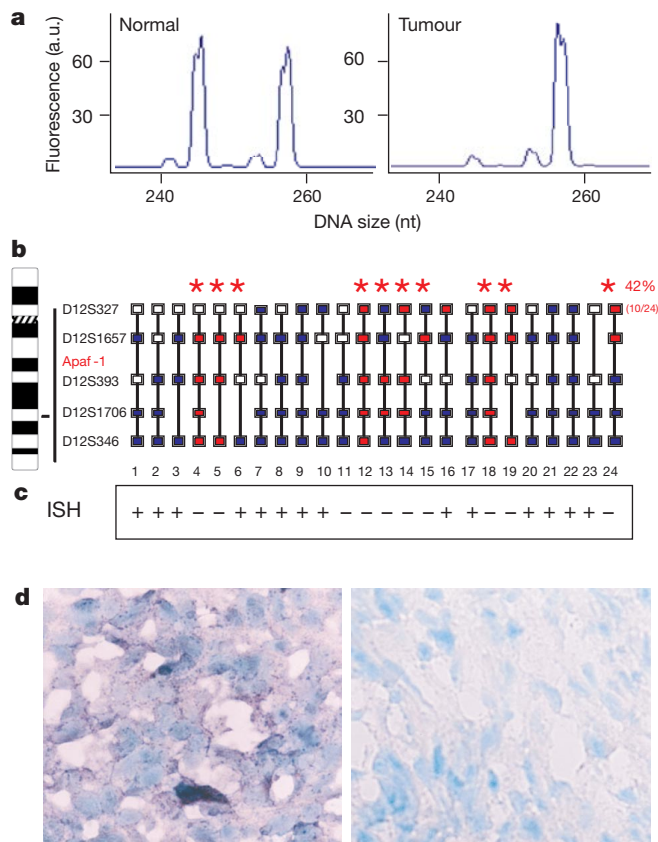 a
Normal
Tumour
Fluorescence (a.u.)
60
30
60
30
240
260
240
260
DNA size (nt)
b
* * * * * * * * * * 42%
D12S327
(10/24)
D12S1657
Apaf-1
D12S393
D12S1706
D12S346
1 2 3 4 5 6 7 8 9 10 11 12 13 14 15 16 17 18 19 20 21 22 23 24
c
ISH
+ + + − − + + + + + − − − − − + + − − + + + + −
d